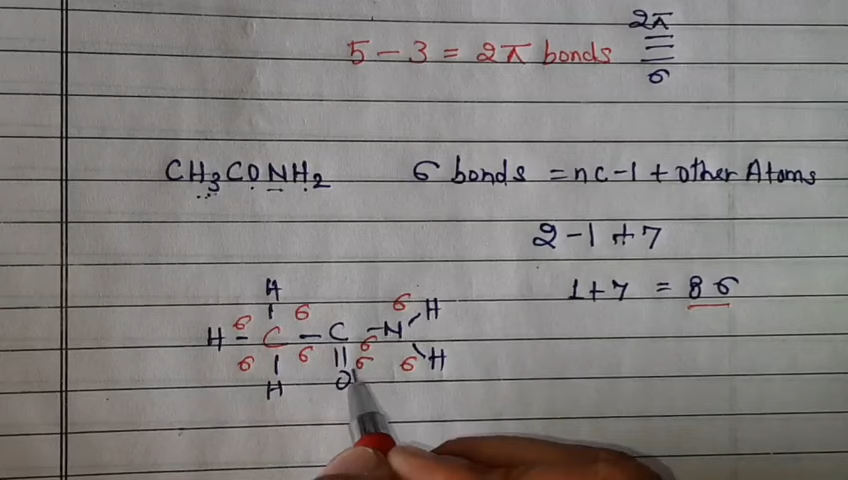 2π
5 - 3 = 2π bonds
σ
CH3CONH2 σ bonds = nc-1 + other Atoms
2 - 1 + 7
1 + 7 = 8 σ
H
σ σ σ H
H - C - C - N
σ σ σ σ σ H
H O